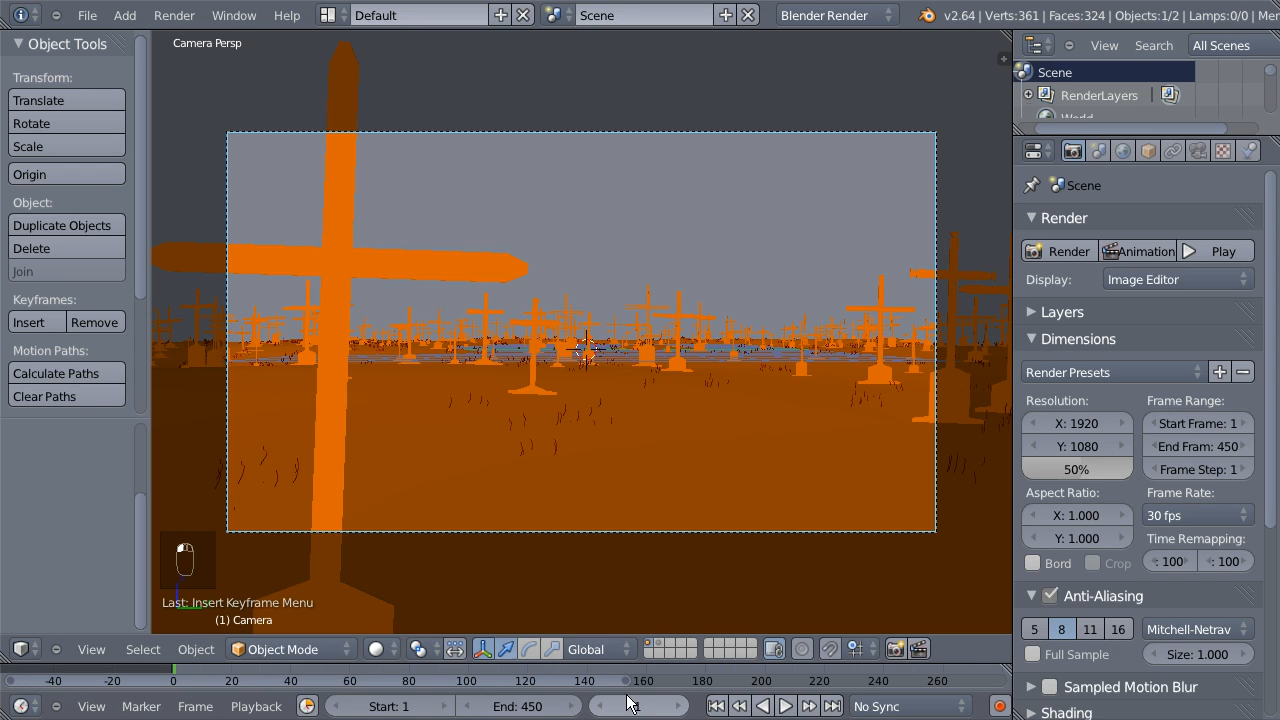 File Add Render Window Help Default Scene Blender Render v2.64 | Verts:361 | Faces:324 | Objects:1/2 | Lamps:0/0 |
Object Tools
Transform:
Translate
Rotate
Scale
Origin
Object:
Duplicate Objects
Delete
Join
Keyframes:
Insert Remove
Motion Paths:
Calculate Paths
Clear Paths
Camera Persp
Last: Insert Keyframe Menu
(1) Camera
View Search All Scenes
Scene
RenderLayers
World
Scene
Render
Render Animation Play
Display: Image Editor
Layers
Dimensions
Render Presets
Resolution: Frame Range:
X: 1920 Start Frame: 1
Y: 1080 End Fram: 450
50% Frame Step: 1
Aspect Ratio: Frame Rate:
X: 1.000 30 fps
Y: 1.000 Time Remapping:
Bord Crop : 100 : 100
Anti-Aliasing
5 8 11 16 Mitchell-Netrav
Full Sample Size: 1.000
Sampled Motion Blur
Shading
View Select Object Object Mode Global
-40 -20 0 20 40 60 80 100 120 140 160 180 200 220 240 260
View Marker Frame Playback Start: 1 End: 450 No Sync